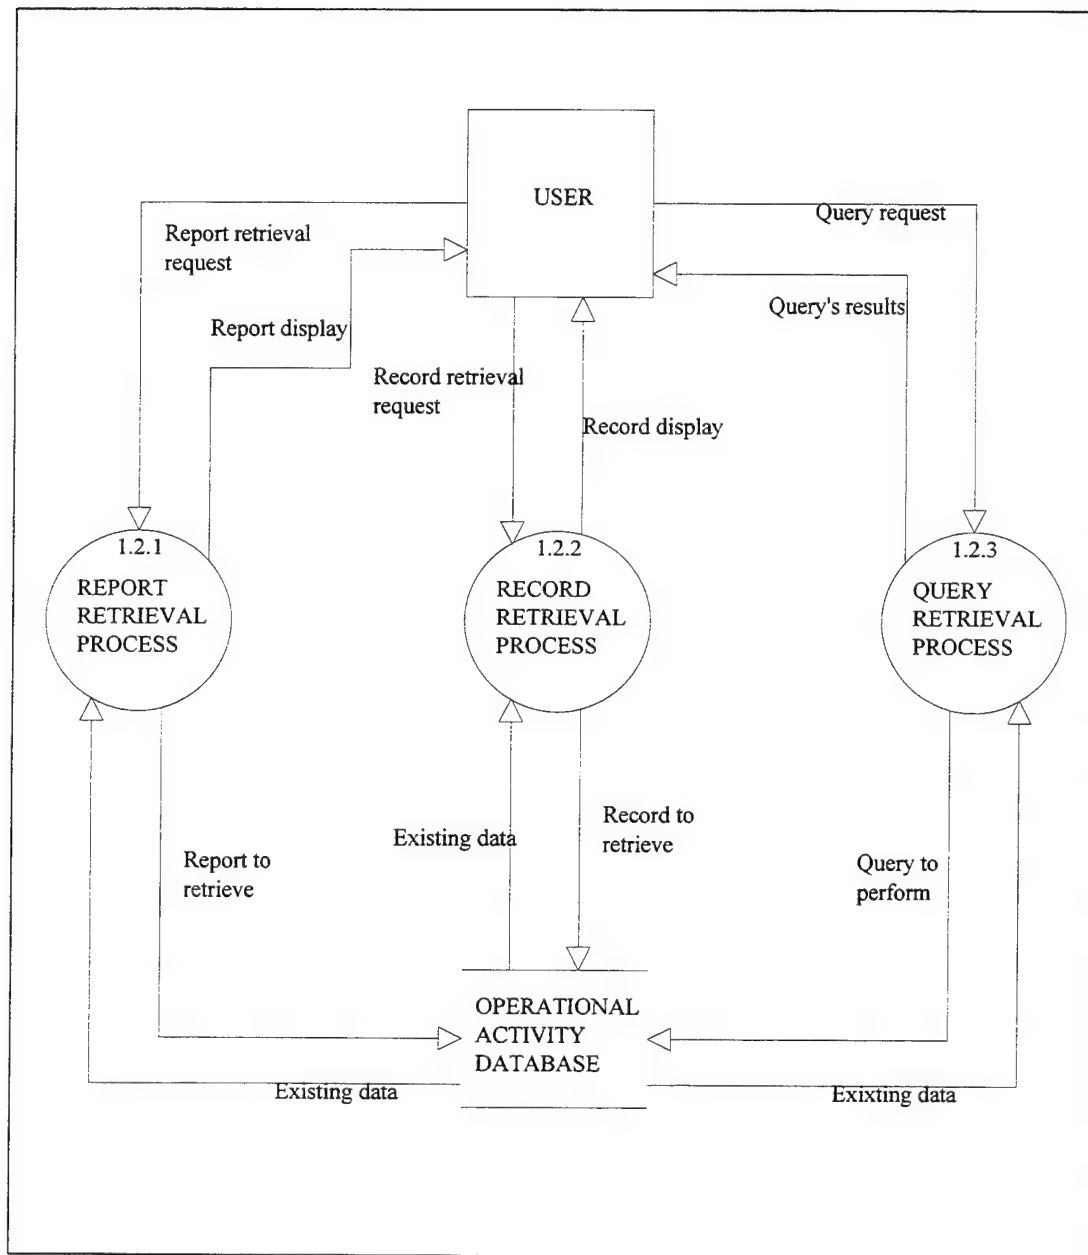 USER
Query request
Report retrieval
request
Query's results
Report display
Record retrieval
request
Record display
1.2.1
REPORT
RETRIEVAL
PROCESS
1.2.2
RECORD
RETRIEVAL
PROCESS
1.2.3
QUERY
RETRIEVAL
PROCESS
Existing data
Record to
retrieve
Report to
retrieve
Query to
perform
OPERATIONAL
ACTIVITY
DATABASE
Existing data
Exixting data